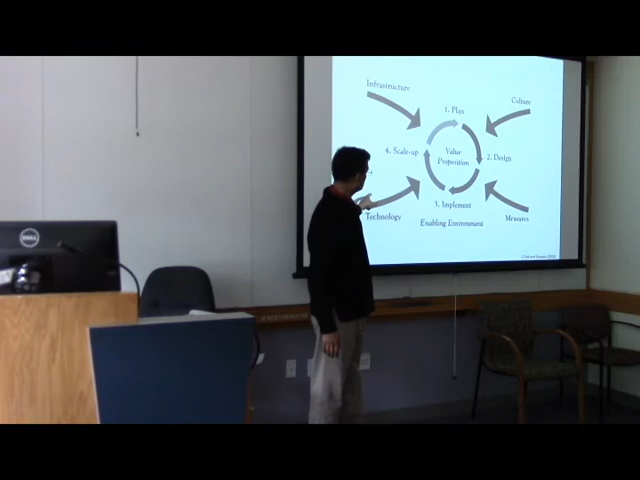 Infrastructure
Culture
1. Plan
4. Scale-up
Value
Proposition
2. Design
3. Implement
Technology
Measures
Enabling Environment
DELL